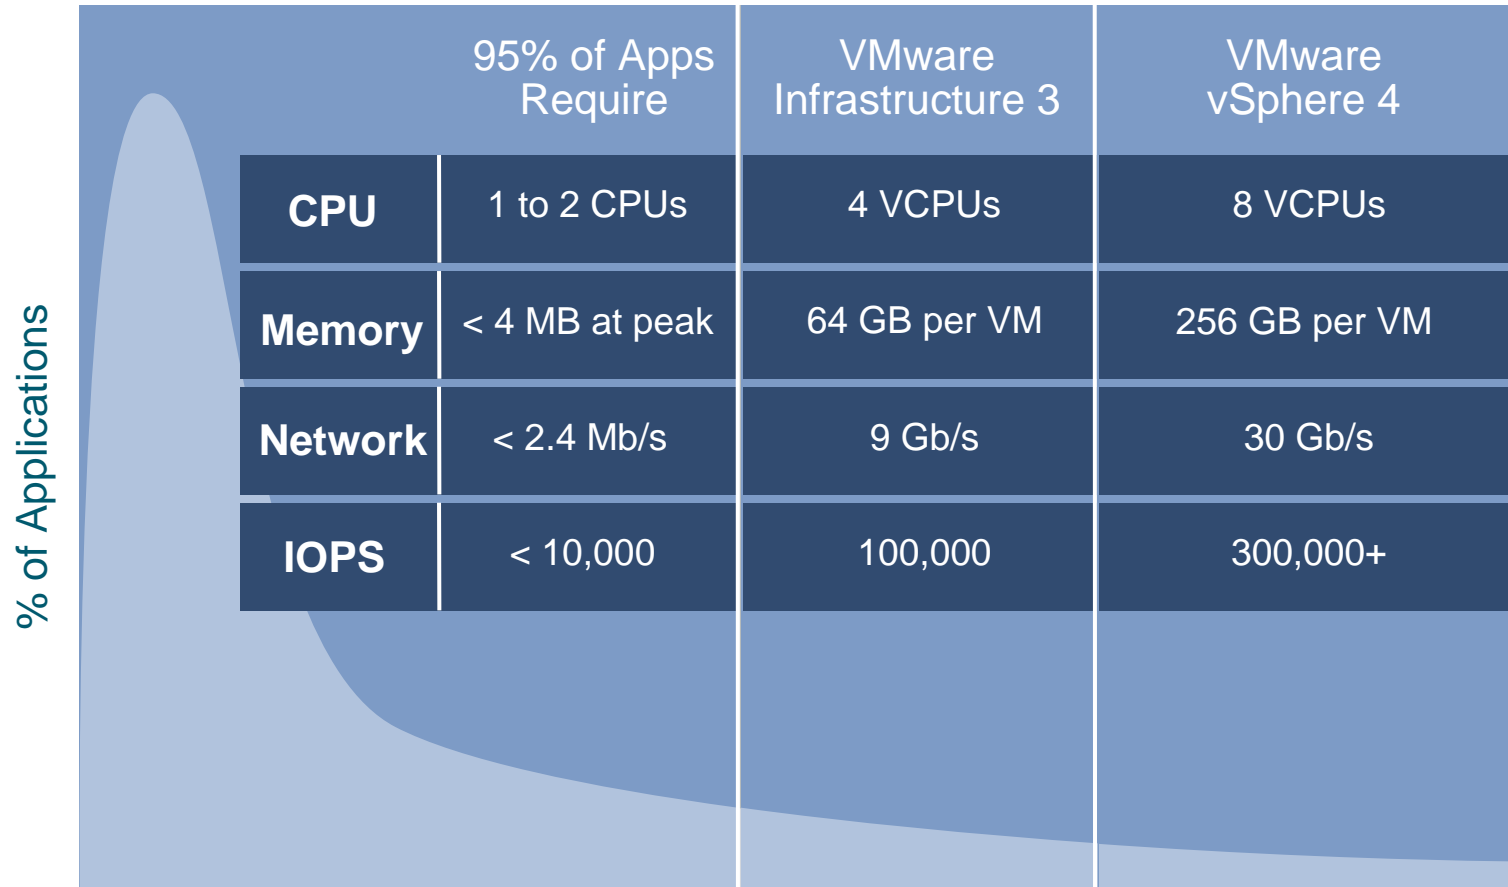 95% of Apps
Require
VMware
Infrastructure 3
VMware
vSphere 4
CPU
1 to 2 CPUs
4 VCPUs
8 VCPUs
Memory
< 4 MB at peak
64 GB per VM
256 GB per VM
Network
< 2.4 Mb/s
9 Gb/s
30 Gb/s
IOPS
< 10,000
100,000
300,000+
% of Applications